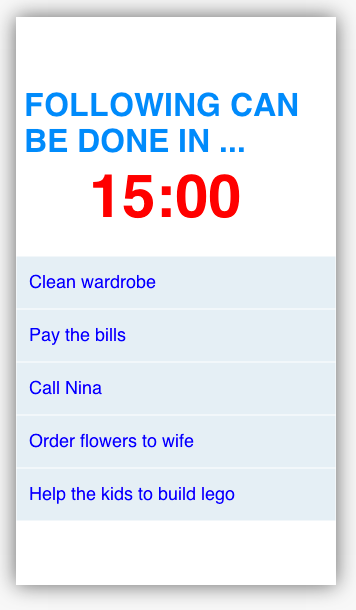 FOLLOWING CAN
BE DONE IN ...
15:00
Clean wardrobe
Pay the bills
Call Nina
Order flowers to wife
Help the kids to build lego